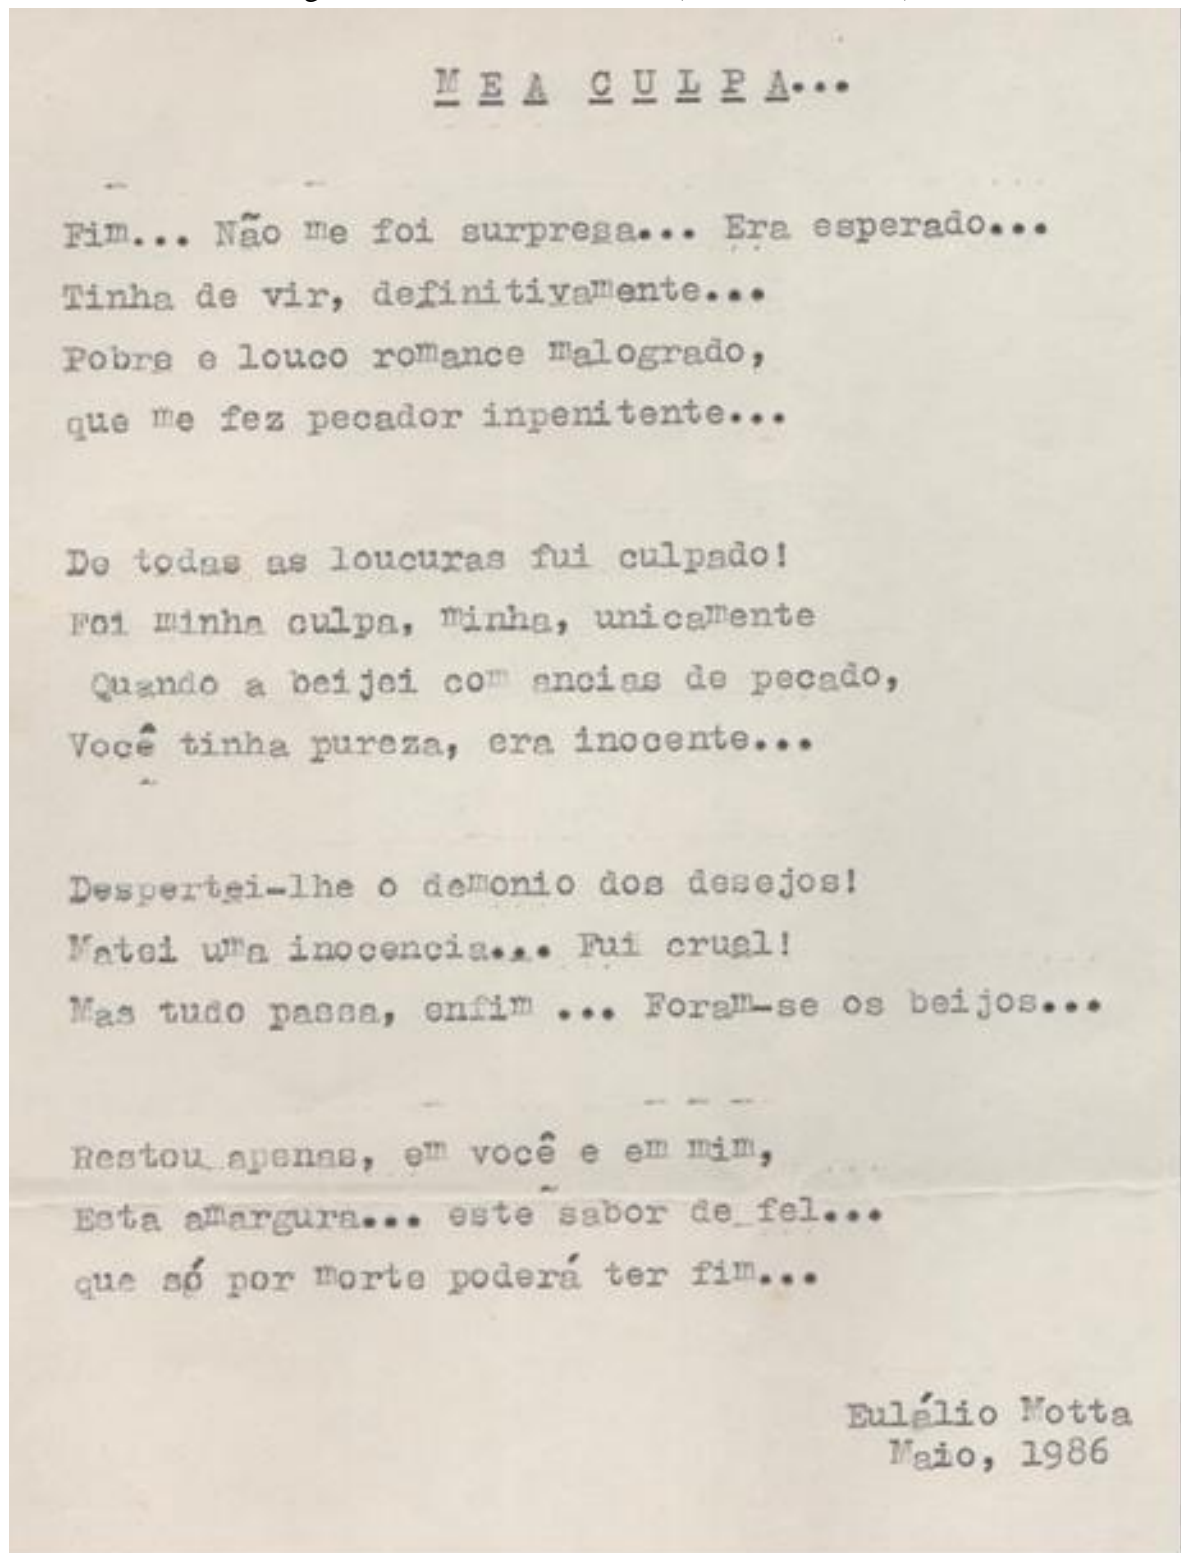 M E A C U L P A...
Fim... Não me foi surpresa... Era esperado...
Tinha de vir, definitivamente...
Pobre e louco romance malogrado,
que me fez pecador inpenitente...
De todas as loucuras fui culpado!
Foi minha culpa, minha, unicamente
Quando a beijei com ancias de pecado,
Você tinha pureza, era inocente...
Despertei-lhe o demonio dos desejos!
Matei uma inocencia... Fui cruel!
Mas tudo passa, enfim ... Foram-se os beijos...
Restou apenas, em você e em mim,
Esta amargura... este sabor de fel...
que só por morte poderá ter fim...
Eulálio Motta
Maio, 1986